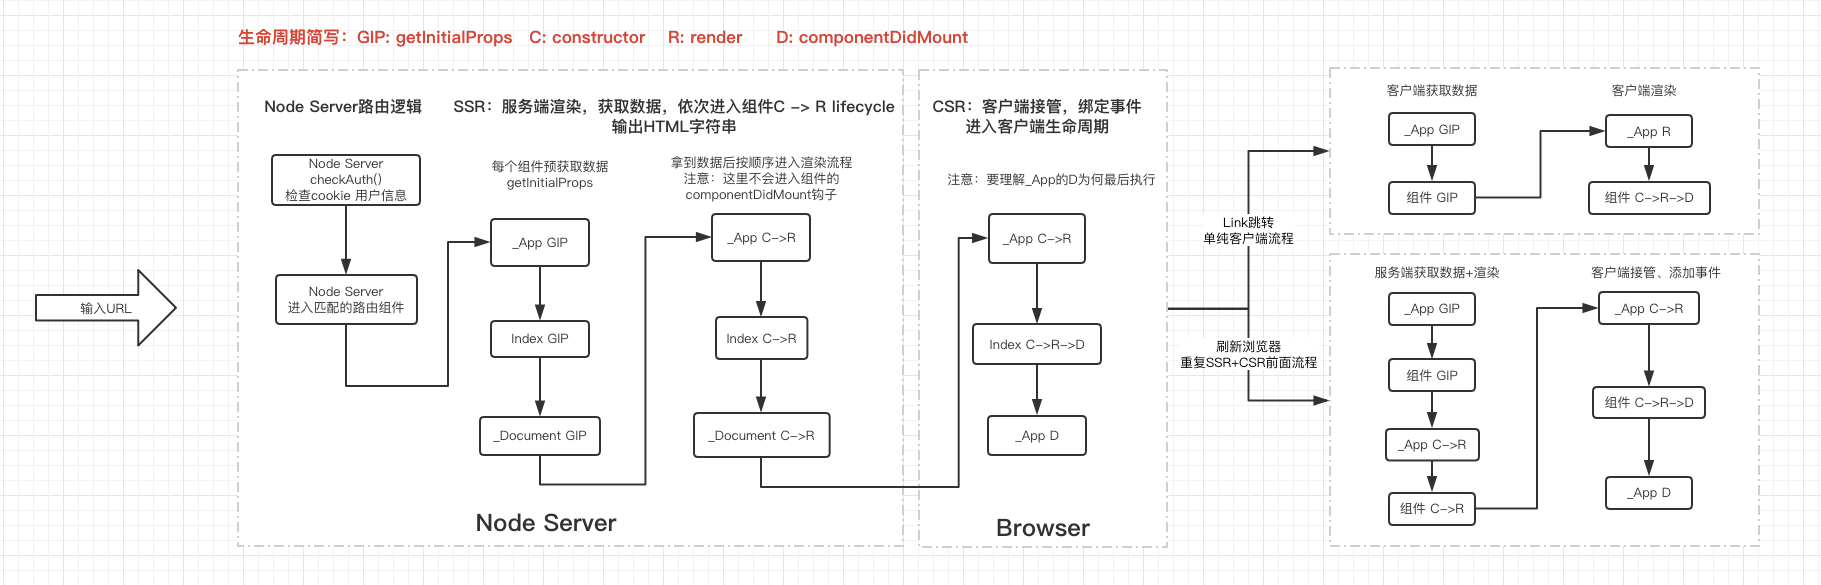 生命周期简写：GIP: getInitialProps C: constructor R: render D: componentDidMount
Node Server路由逻辑
SSR：服务端渲染，获取数据，依次进入组件C -> R lifecycle
输出HTML字符串
CSR：客户端接管，绑定事件
进入客户端生命周期
输入URL
Node Server
checkAuth()
检查cookie 用户信息
Node Server
进入匹配的路由组件
每个组件预获取数据
getInitialProps
_App GIP
Index GIP
_Document GIP
拿到数据后按顺序进入渲染流程
注意：这里不会进入组件的
componentDidMount钩子
_App C->R
Index C->R
_Document C->R
Node Server
注意：要理解_App的D为何最后执行
_App C->R
Index C->R->D
_App D
Browser
Link跳转
单纯客户端流程
刷新浏览器
重复SSR+CSR前面流程
客户端获取数据
_App GIP
组件 GIP
客户端渲染
_App R
组件 C->R->D
服务端获取数据+渲染
_App GIP
组件 GIP
_App C->R
组件 C->R
客户端接管、添加事件
_App C->R
组件 C->R->D
_App D